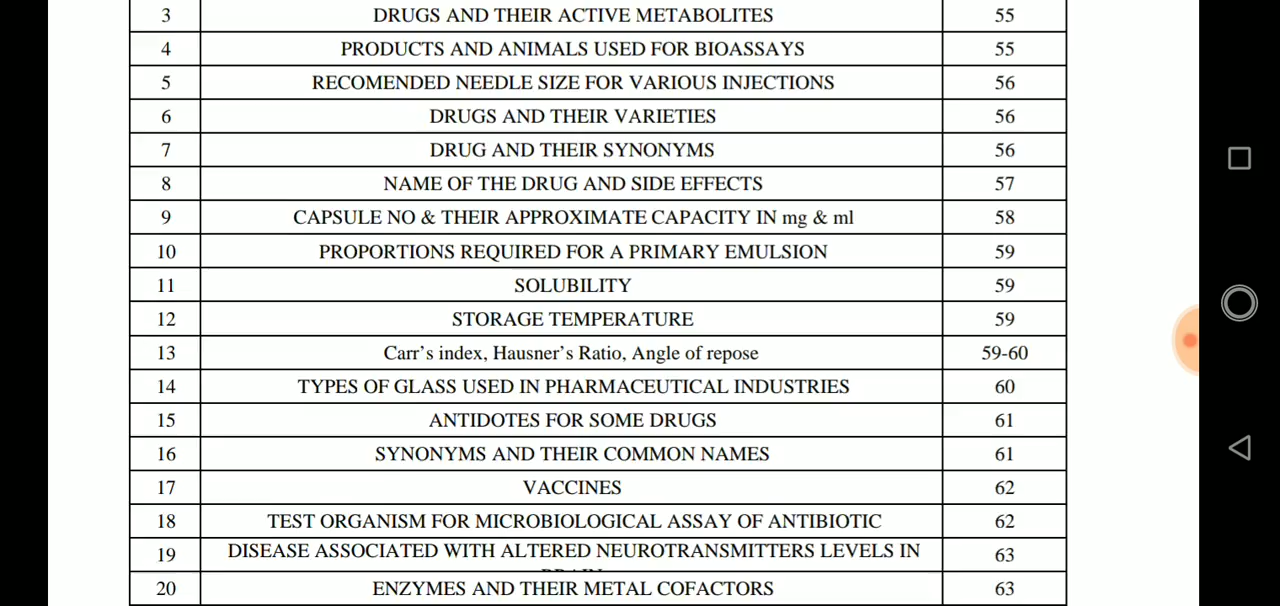 3 DRUGS AND THEIR ACTIVE METABOLITES 55
4 PRODUCTS AND ANIMALS USED FOR BIOASSAYS 55
5 RECOMENDED NEEDLE SIZE FOR VARIOUS INJECTIONS 56
6 DRUGS AND THEIR VARIETIES 56
7 DRUG AND THEIR SYNONYMS 56
8 NAME OF THE DRUG AND SIDE EFFECTS 57
9 CAPSULE NO & THEIR APPROXIMATE CAPACITY IN mg & ml 58
10 PROPORTIONS REQUIRED FOR A PRIMARY EMULSION 59
11 SOLUBILITY 59
12 STORAGE TEMPERATURE 59
13 Carr's index, Hausner's Ratio, Angle of repose 59-60
14 TYPES OF GLASS USED IN PHARMACEUTICAL INDUSTRIES 60
15 ANTIDOTES FOR SOME DRUGS 61
16 SYNONYMS AND THEIR COMMON NAMES 61
17 VACCINES 62
18 TEST ORGANISM FOR MICROBIOLOGICAL ASSAY OF ANTIBIOTIC 62
19 DISEASE ASSOCIATED WITH ALTERED NEUROTRANSMITTERS LEVELS IN 63
20 ENZYMES AND THEIR METAL COFACTORS 63